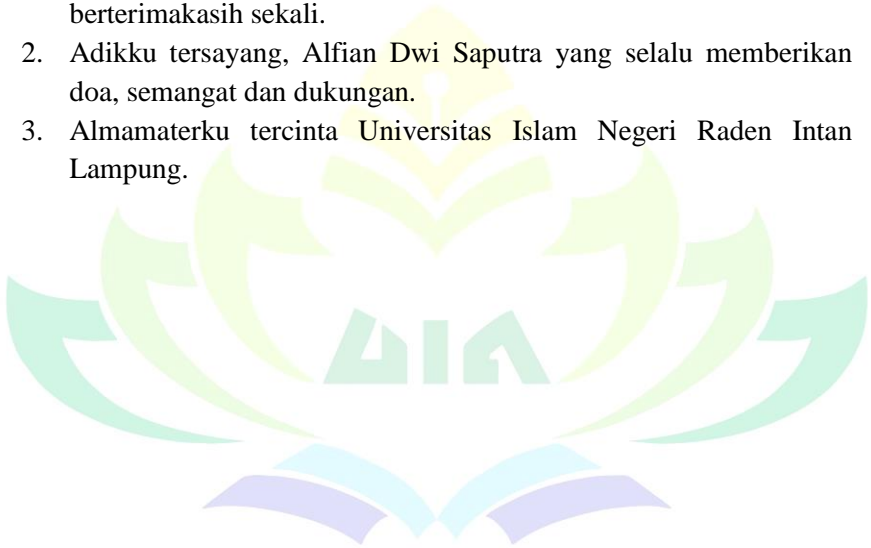 berterimakasih sekali.
2. Adikku tersayang, Alfian Dwi Saputra yang selalu memberikan
doa, semangat dan dukungan.
3. Almamaterku tercinta Universitas Islam Negeri Raden Intan
Lampung.